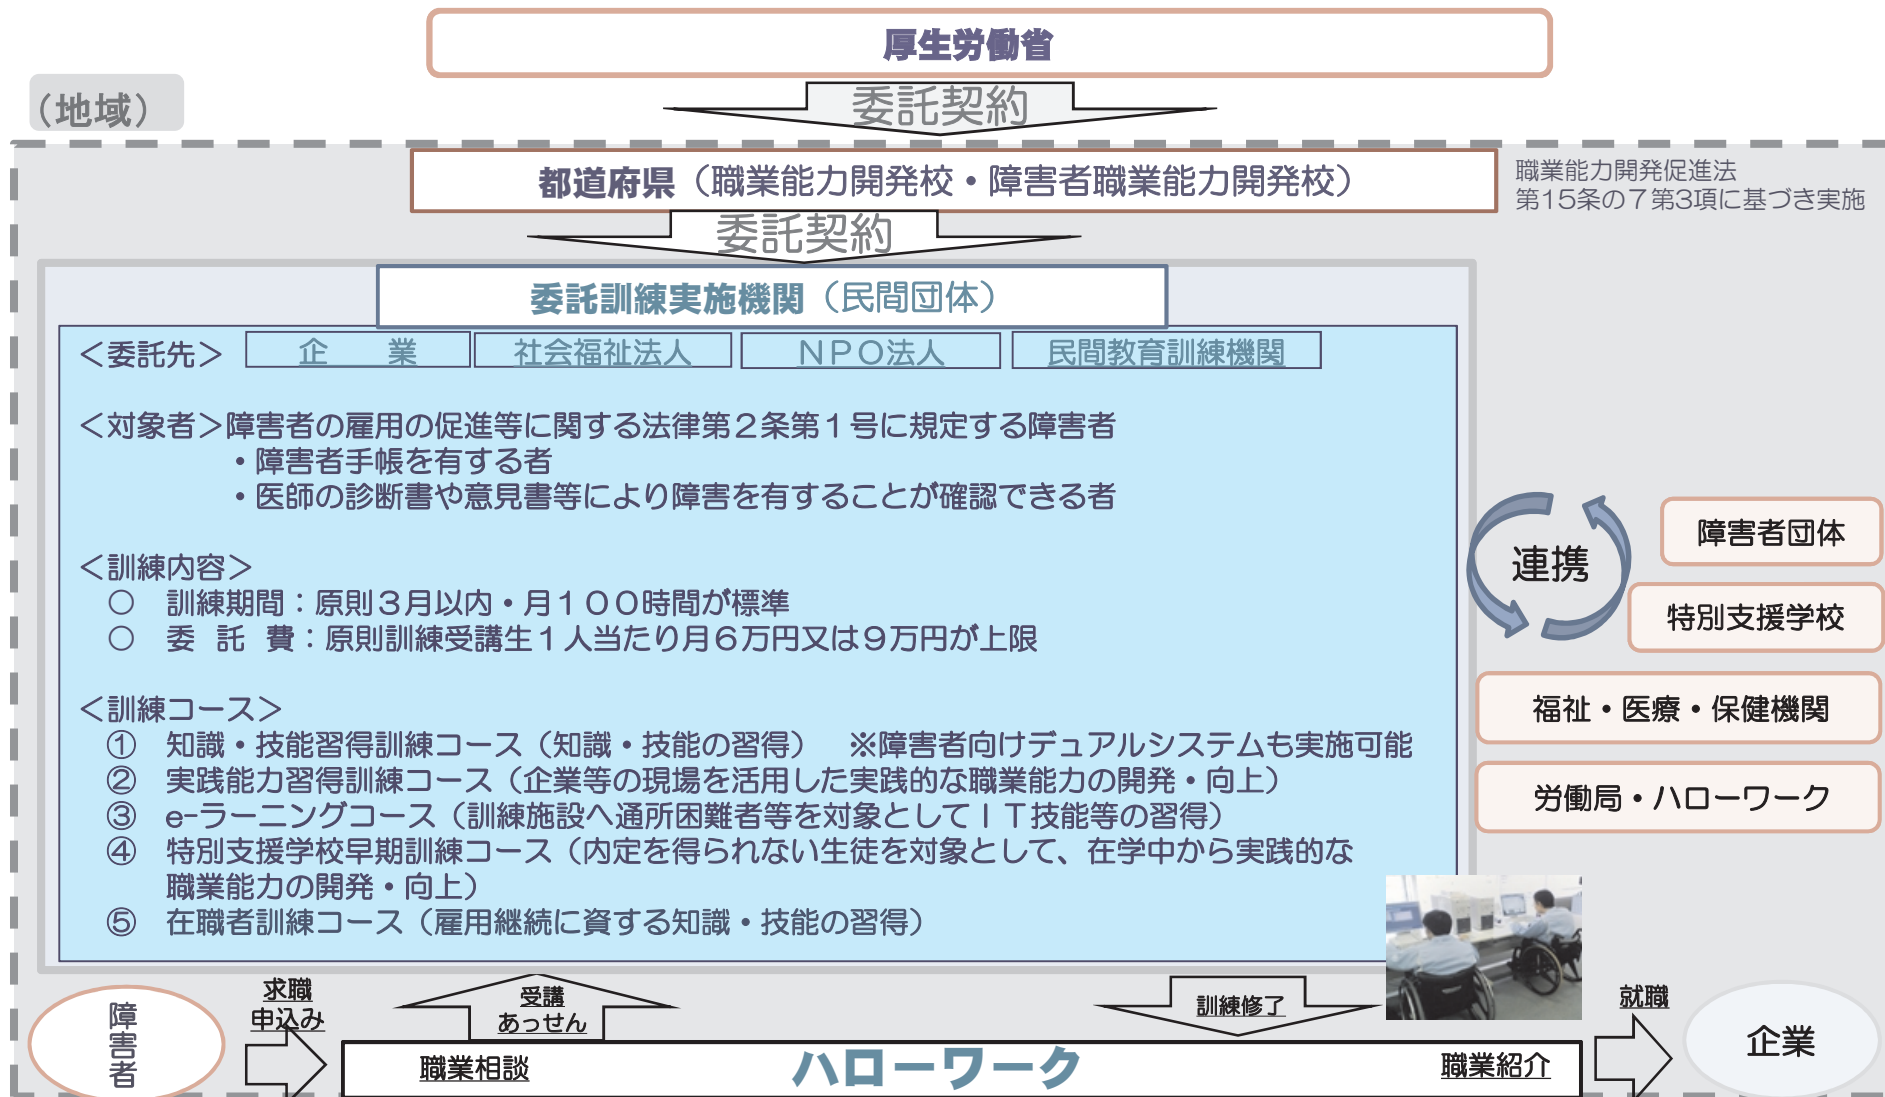 厚生労働省
（地域）
委託契約
都道府県（職業能力開発校・障害者職業能力開発校）
職業能力開発促進法
第15条の７第3項に基づき実施
委託契約
委託訓練実施機関（民間団体）
＜委託先＞ 企　業 社会福祉法人 ＮＰＯ法人 民間教育訓練機関
＜対象者＞障害者の雇用の促進等に関する法律第２条第１号に規定する障害者
・障害者手帳を有する者
・医師の診断書や意見書等により障害を有することが確認できる者
＜訓練内容＞
○　訓練期間：原則３月以内・月１００時間が標準
○　委　託　費：原則訓練受講生１人当たり月６万円又は９万円が上限
＜訓練コース＞
①　知識・技能習得訓練コース（知識・技能の習得）　※障害者向けデュアルシステムも実施可能
②　実践能力習得訓練コース（企業等の現場を活用した実践的な職業能力の開発・向上）
③　e-ラーニングコース（訓練施設へ通所困難者等を対象としてＩＴ技能等の習得）
④　特別支援学校早期訓練コース（内定を得られない生徒を対象として、在学中から実践的な
職業能力の開発・向上）
⑤　在職者訓練コース（雇用継続に資する知識・技能の習得）
連携
障害者団体
特別支援学校
福祉・医療・保健機関
労働局・ハローワーク
障害者
求職
申込み
受講
あっせん
訓練修了
就職
企業
職業相談
ハローワーク
職業紹介